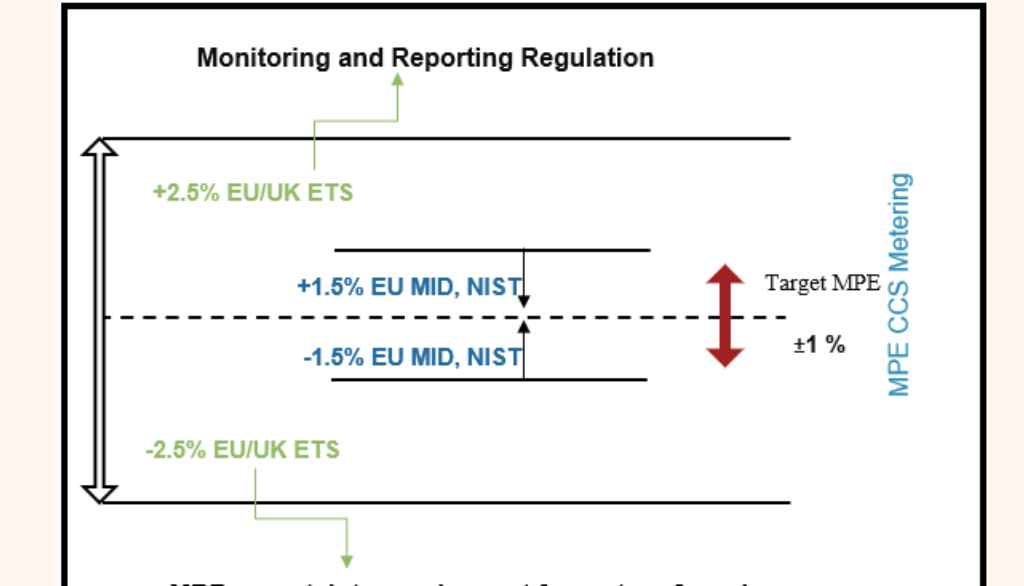 Monitoring and Reporting Regulation
+2.5% EU/UK ETS
+1.5% EU MID, NIST
Target MPE
MPE CCS Metering
-1.5% EU MID, NIST
±1 %
-2.5% EU/UK ETS